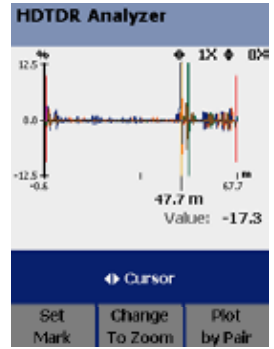 HDTDR Analyzer
%
1X
12.5
0.0
-12.5
-0.6
m
67.7
47.7 m
Value: -17.3
Cursor
Set Mark
Change To Zoom
Plot by Pair